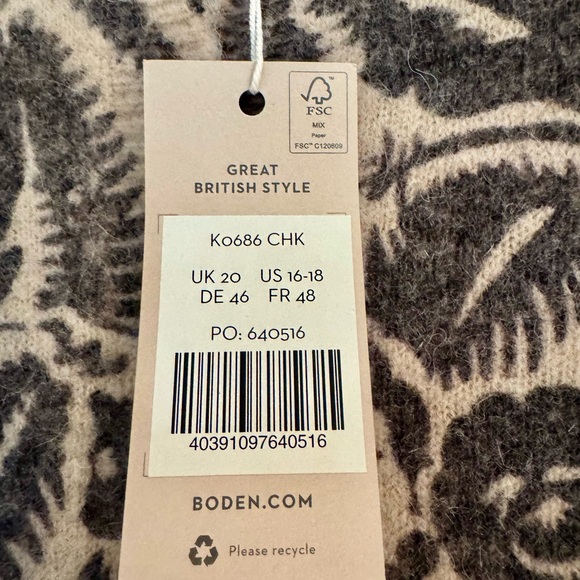 FSC
MIX
Paper
FSC™ C120609
GREAT
BRITISH STYLE
K0686 CHK
UK 20 US 16-18
DE 46 FR 48
PO: 640516
40391097640516
BODEN.COM
Please recycle